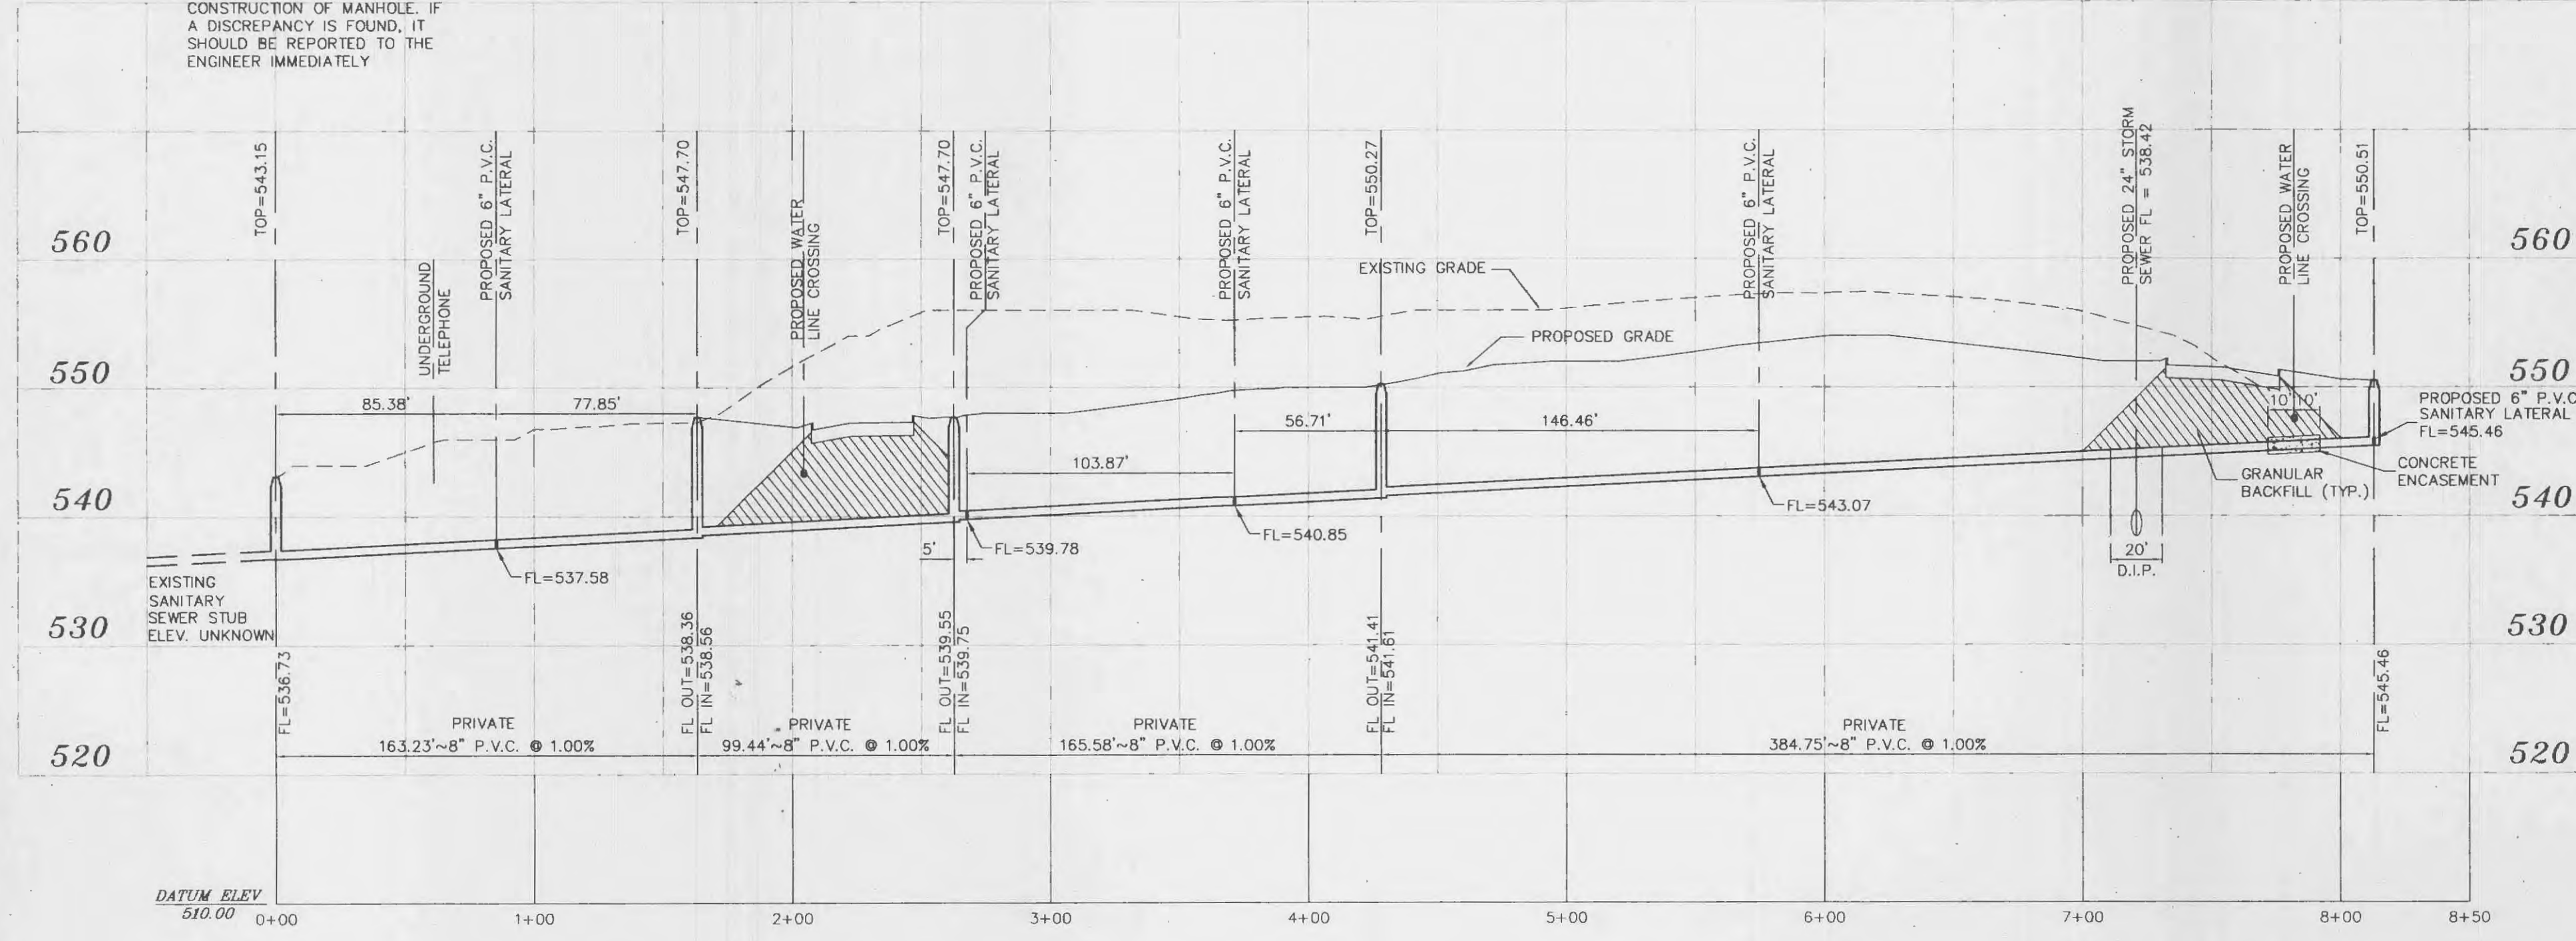 CONSTRUCTION OF MANHOLE. IF
A DISCREPANCY IS FOUND, IT
SHOULD BE REPORTED TO THE
ENGINEER IMMEDIATELY
TOP=543.15
UNDERGROUND
TELEPHONE
PROPOSED 6" P.V.C.
SANITARY LATERAL
TOP=547.70
PROPOSED WATER
LINE CROSSING
TOP=547.70
PROPOSED 6" P.V.C.
SANITARY LATERAL
PROPOSED 6" P.V.C.
SANITARY LATERAL
TOP=550.27
PROPOSED 6" P.V.C.
SANITARY LATERAL
PROPOSED 24" STORM
SEWER FL = 538.42
PROPOSED WATER
LINE CROSSING
TOP=550.51
560
560
EXISTING GRADE
PROPOSED GRADE
550
550
85.38'
77.85'
56.71'
146.46'
103.87'
10'
10'
PROPOSED 6" P.V.C
SANITARY LATERAL
FL=545.46
CONCRETE
ENCASEMENT
GRANULAR
BACKFILL (TYP.)
540
540
FL=543.07
FL=540.85
5'
FL=539.78
20'
D.I.P.
FL=537.58
EXISTING
SANITARY
SEWER STUB
ELEV. UNKNOWN
530
530
FL=536.73
FL OUT=538.36
FL IN=538.56
FL OUT=539.55
FL IN=539.75
FL OUT=541.41
FL IN=541.61
FL=545.46
PRIVATE
163.23'~8" P.V.C. @ 1.00%
PRIVATE
99.44'~8" P.V.C. @ 1.00%
PRIVATE
165.58'~8" P.V.C. @ 1.00%
PRIVATE
384.75'~8" P.V.C. @ 1.00%
520
520
DATUM ELEV
510.00
0+00
1+00
2+00
3+00
4+00
5+00
6+00
7+00
8+00
8+50